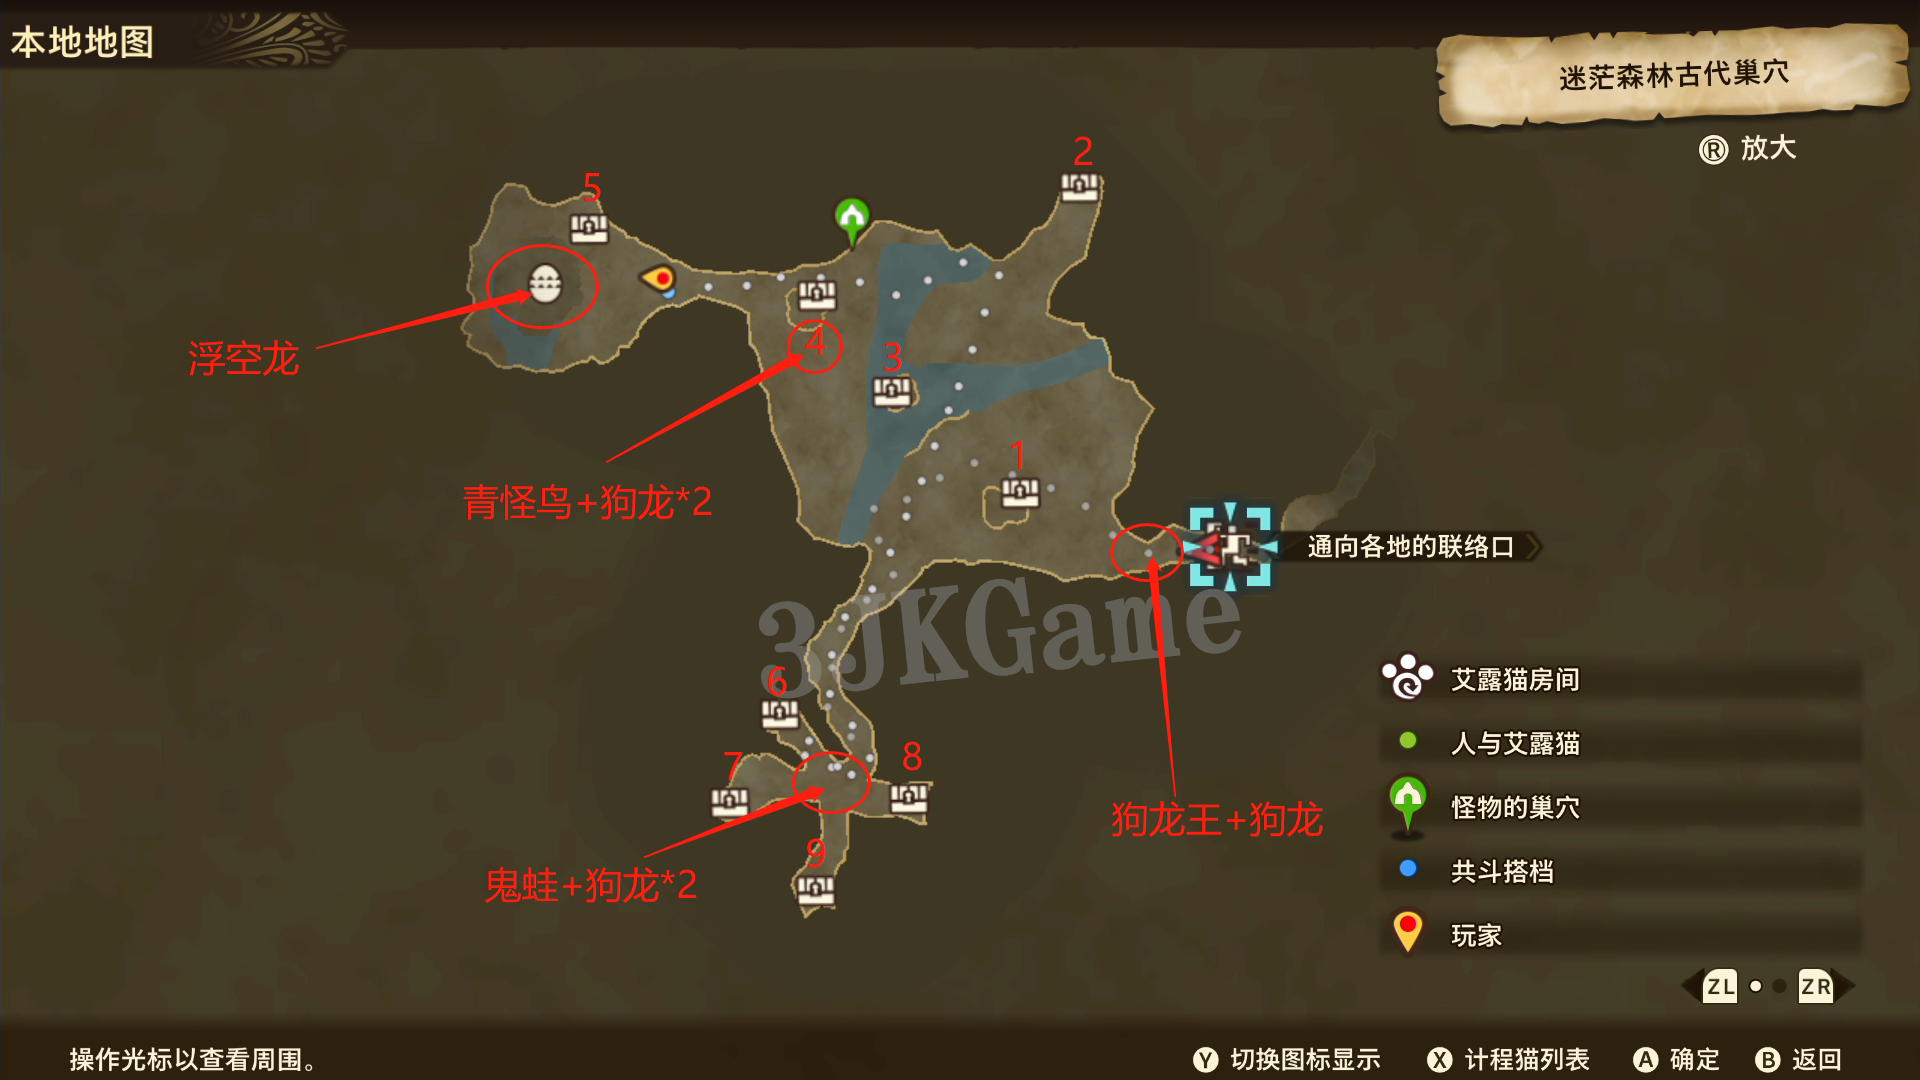 本地地图
迷茫森林古代巢穴
R 放大
2
5
4
3
浮空龙
1
青怪鸟+狗龙*2
通向各地的联络口
3JKGame
6
7
8
狗龙王+狗龙
9
鬼蛙+狗龙*2
艾露猫房间
人与艾露猫
怪物的巢穴
共斗搭档
玩家
ZL ZR
操作光标以查看周围。
Y 切换图标显示 X 计程猫列表 A 确定 B 返回